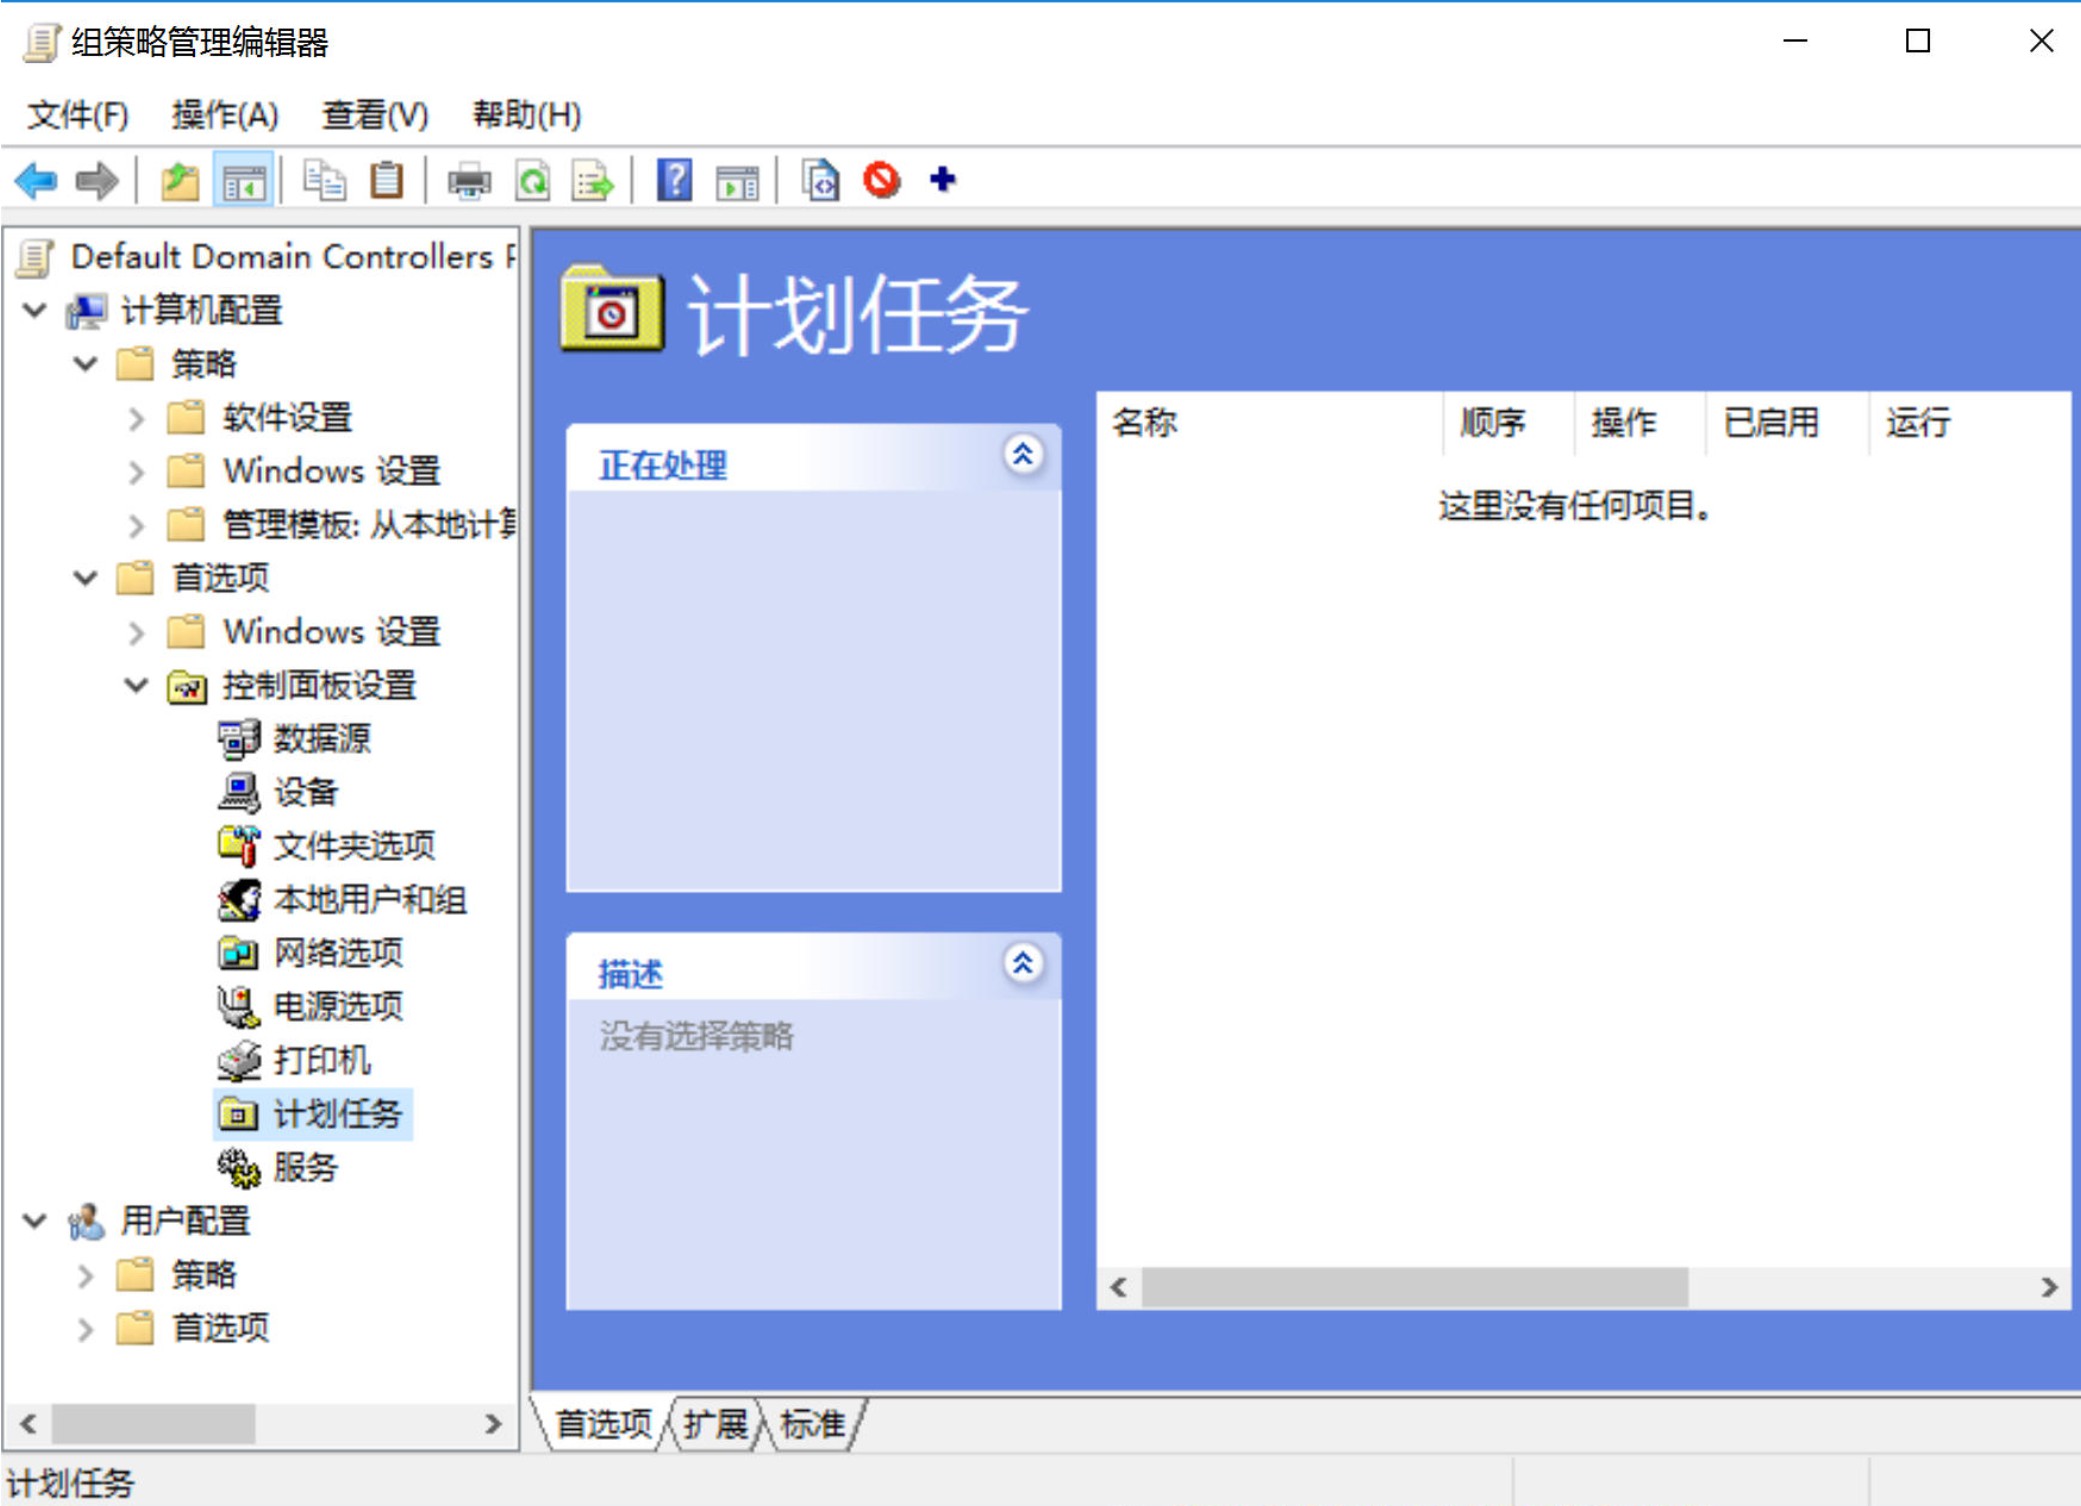 组策略管理编辑器
文件(F) 操作(A) 查看(V) 帮助(H)
Default Domain Controllers
计算机配置
策略
软件设置
Windows 设置
管理模板: 从本地计算
首选项
Windows 设置
控制面板设置
数据源
设备
文件夹选项
本地用户和组
网络选项
电源选项
打印机
计划任务
服务
用户配置
策略
首选项
计划任务
正在处理
描述
没有选择策略
名称 顺序 操作 已启用 运行
这里没有任何项目。
首选项 扩展 标准
计划任务